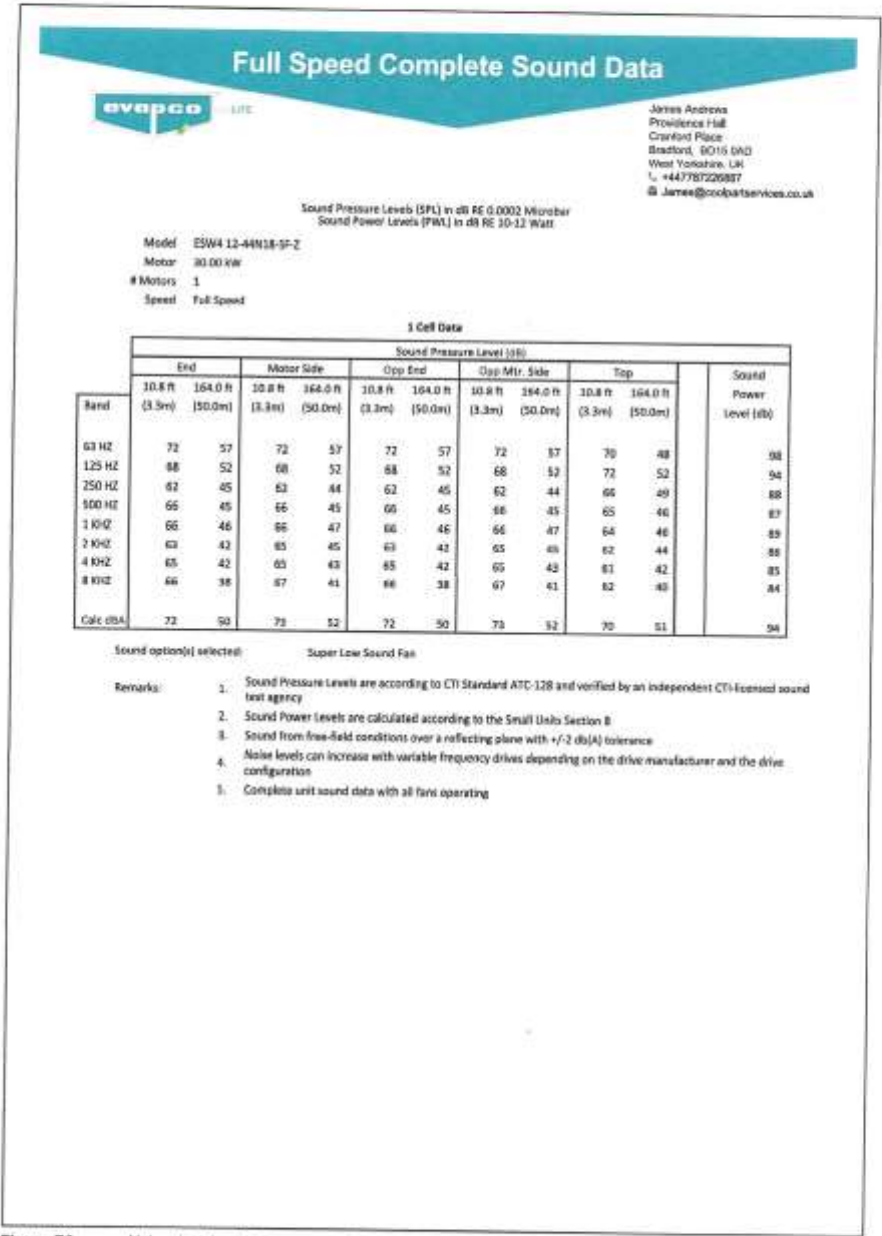 Full Speed Complete Sound Data
evapco LITE
James Andrews
Providence Hall
Cranford Place
Bradford, BD15 0AD
West Yorkshire, UK
+447787226887
James@coolpartservices.co.uk
Sound Pressure Levels (SPL) in dB RE 0.0002 Microbar
Sound Power Levels (PWL) in dB RE 10-12 Watt
Model ESW4 12-44N18-SF-Z
Motor 30.00 kW
# Motors 1
Speed Full Speed
1 Cell Data
Sound Pressure Level (dB)
End Motor Side Opp End Opp Mtr. Side Top Sound
10.8 ft 164.0 ft 10.8 ft 164.0 ft 10.8 ft 164.0 ft 10.8 ft 164.0 ft 10.8 ft 164.0 ft Power
Band (3.3m) (50.0m) (3.3m) (50.0m) (3.3m) (50.0m) (3.3m) (50.0m) (3.3m) (50.0m) Level (db)
63 HZ 72 57 72 57 72 57 72 57 70 48 98
125 HZ 68 52 68 52 68 52 68 52 72 52 94
250 HZ 62 45 62 44 62 45 62 44 66 49 88
500 HZ 66 45 66 45 66 45 66 45 65 46 87
1 KHZ 66 46 66 47 66 46 66 47 64 46 89
2 KHZ 63 42 65 45 63 42 65 45 62 44 86
4 KHZ 65 42 65 43 65 42 65 43 61 42 85
8 KHZ 66 38 67 41 66 38 67 41 62 40 84
Calc dBA 72 50 73 52 72 50 73 52 70 51 94
Sound option(s) selected: Super Low Sound Fan
Remarks: 1. Sound Pressure Levels are according to CTI Standard ATC-128 and verified by an independent CTI-licensed sound
test agency
2. Sound Power Levels are calculated according to the Small Units Section 8
3. Sound from free-field conditions over a reflecting plane with +/-2 db(A) tolerance
4. Noise levels can increase with variable frequency drives depending on the drive manufacturer and the drive
configuration
5. Complete unit sound data with all fans operating